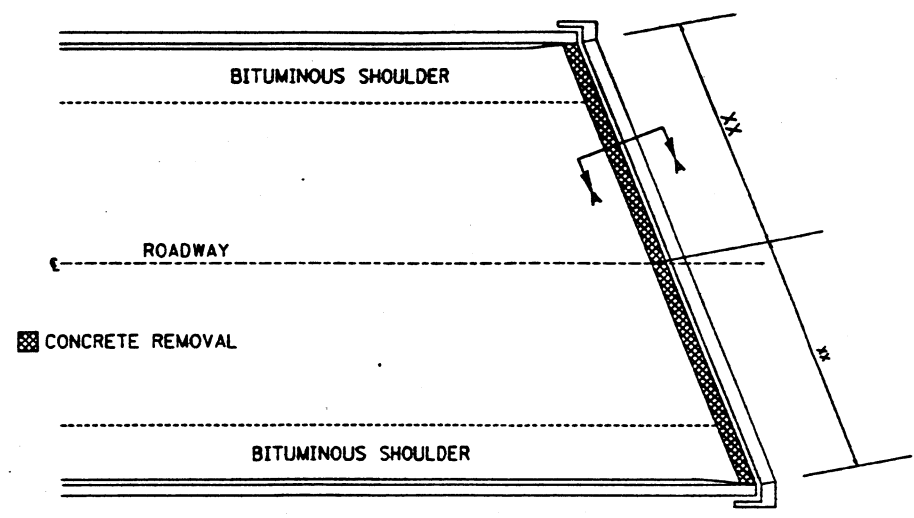 BITUMINOUS SHOULDER
XX
A A
ROADWAY
℄
CONCRETE REMOVAL
XX
BITUMINOUS SHOULDER